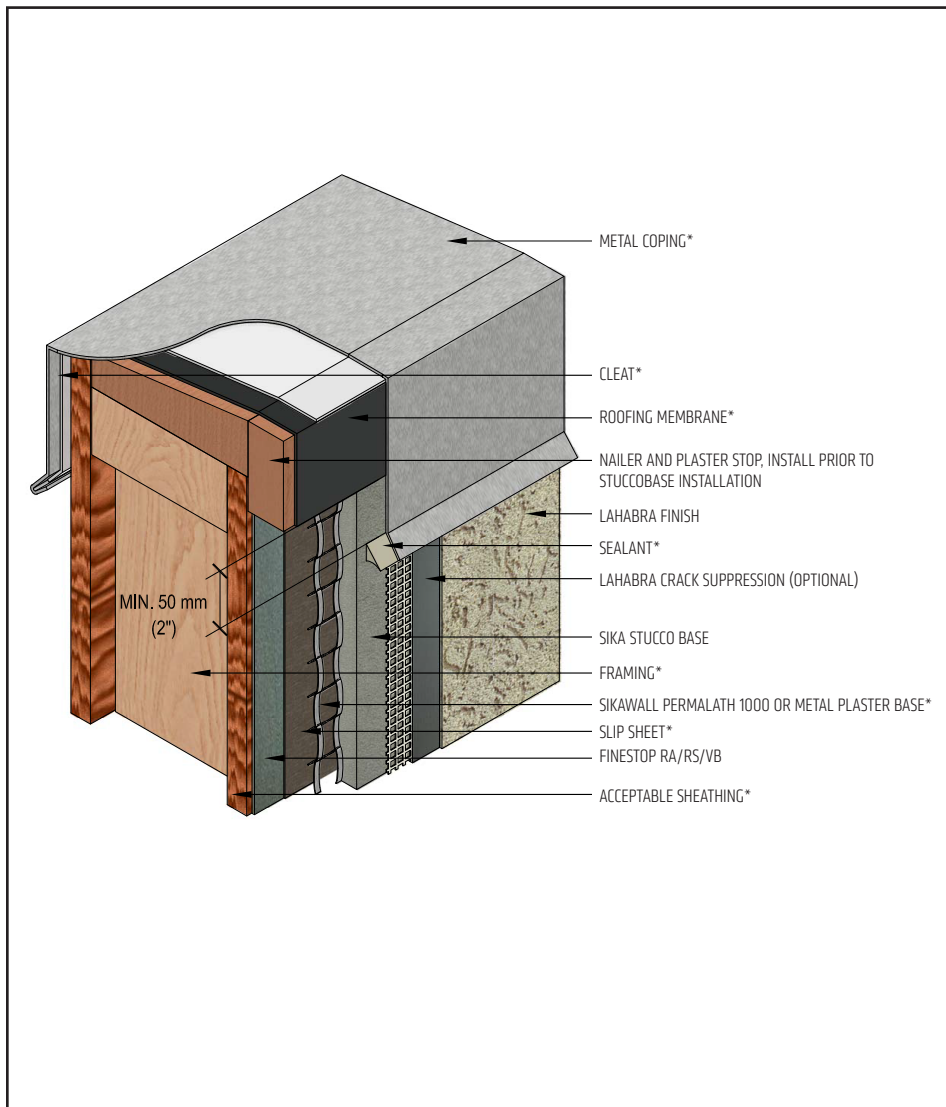 METAL COPING*
CLEAT*
ROOFING MEMBRANE*
NAILER AND PLASTER STOP, INSTALL PRIOR TO
STUCCOBASE INSTALLATION
LAHABRA FINISH
SEALANT*
LAHABRA CRACK SUPPRESSION (OPTIONAL)
MIN. 50 mm
(2")
SIKA STUCCO BASE
FRAMING*
SIKAWALL PERMALATH 1000 OR METAL PLASTER BASE*
SLIP SHEET*
FINESTOP RA/RS/VB
ACCEPTABLE SHEATHING*